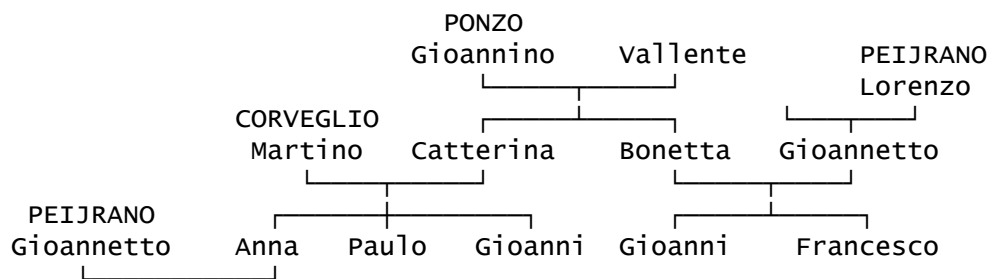 PONZO
Gioannino Vallente PEIJRANO
Lorenzo
CORVEGLIO
Martino Catterina Bonetta Gioannetto
PEIJRANO
Gioannetto Anna Paulo Gioanni Gioanni Francesco